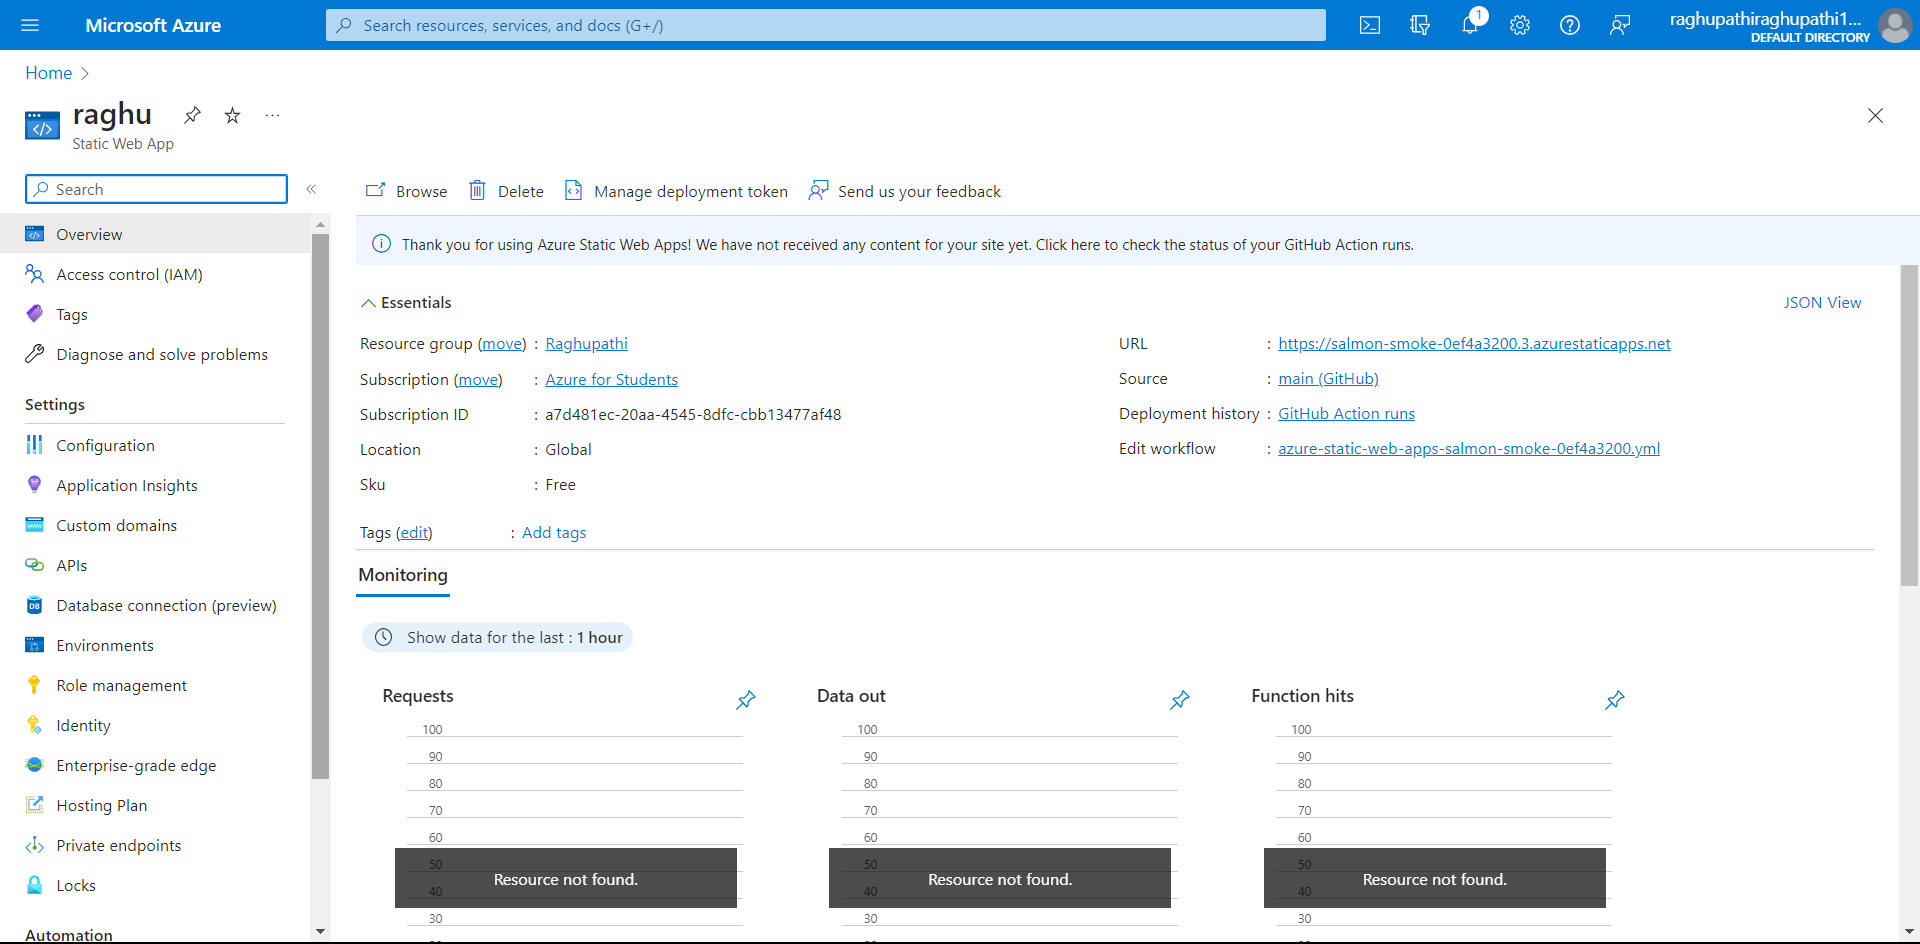 Microsoft Azure
Search resources, services, and docs (G+/)
1
raghupathiraghupathi1...
DEFAULT DIRECTORY
Home
raghu
...
Static Web App
Search
«
Browse
Delete
Manage deployment token
Send us your feedback
Thank you for using Azure Static Web Apps! We have not received any content for your site yet. Click here to check the status of your GitHub Action runs.
Overview
Access control (IAM)
Tags
Diagnose and solve problems
Settings
Configuration
Application Insights
Custom domains
APIs
Database connection (preview)
Environments
Role management
Identity
Enterprise-grade edge
Hosting Plan
Private endpoints
Locks
Automation
Essentials
JSON View
Resource group (move) : Raghupathi
Subscription (move) : Azure for Students
Subscription ID : a7d481ec-20aa-4545-8dfc-cbb13477af48
Location : Global
Sku : Free
URL : https://salmon-smoke-0ef4a3200.3.azurestaticapps.net
Source : main (GitHub)
Deployment history : GitHub Action runs
Edit workflow : azure-static-web-apps-salmon-smoke-0ef4a3200.yml
Tags (edit) : Add tags
Monitoring
Show data for the last : 1 hour
Requests
100
90
80
70
60
50
40
30
Resource not found.
Data out
100
90
80
70
60
50
40
30
Resource not found.
Function hits
100
90
80
70
60
50
40
30
Resource not found.